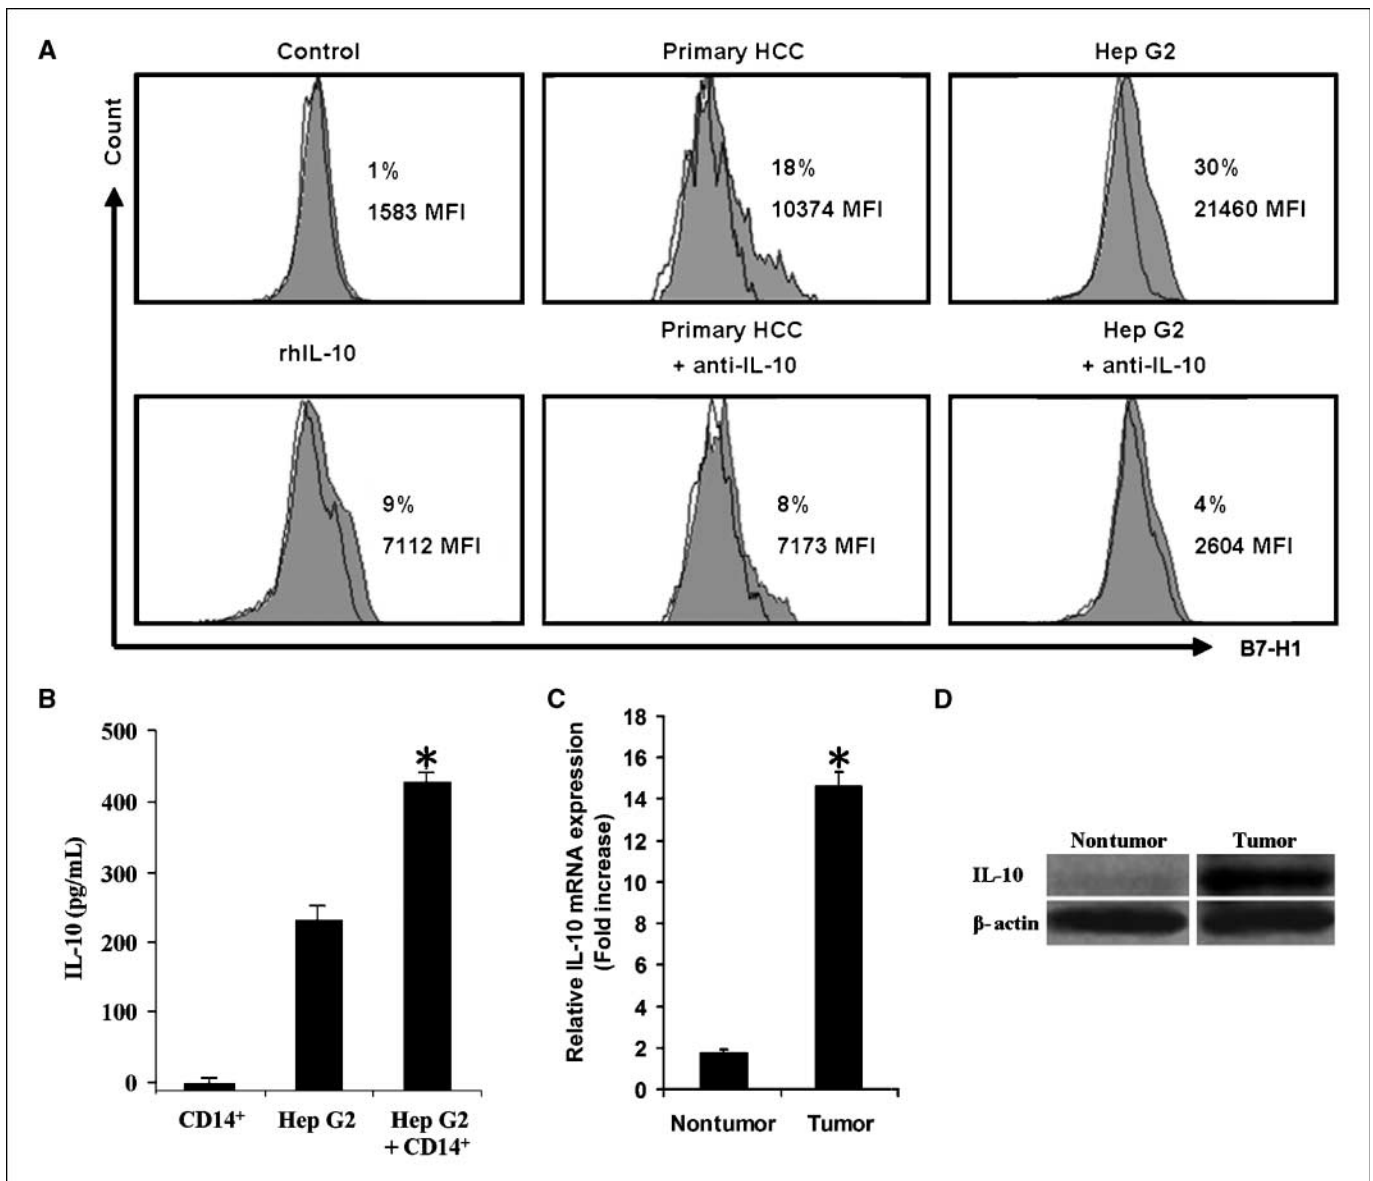 A
Control
Primary HCC
Hep G2
Count
1%
1583 MFI
18%
10374 MFI
30%
21460 MFI
rhIL-10
Primary HCC
+ anti-IL-10
Hep G2
+ anti-IL-10
9%
7112 MFI
8%
7173 MFI
4%
2604 MFI
B7-H1
B
IL-10 (pg/mL)
500
400
300
200
100
0
*
CD14⁺
Hep G2
Hep G2
+ CD14⁺
C
Relative IL-10 mRNA expression
(Fold increase)
18
16
14
12
10
8
6
4
2
0
*
Nontumor
Tumor
D
Nontumor
Tumor
IL-10
β-actin